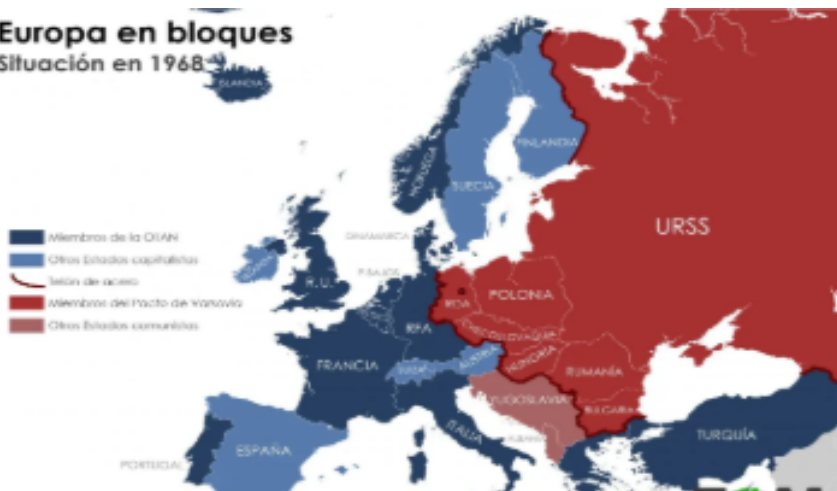 Europa en bloques
Situación en 1968
ISLANDIA
FINLANDIA
NORUEGA
SUECIA
URSS
DINAMARCA
Miembros de la OTAN
Otros Estados capitalistas
Telón de acero
Miembros del Pacto de Varsovia
Otros Estados comunistas
IRLANDA
R.U.
P.BAJOS
RDA
POLONIA
RFA
CHECOSLOVAQUIA
FRANCIA
SUIZA
AUSTRIA
HUNGRÍA
RUMANÍA
YUGOSLAVIA
BULGARIA
ITALIA
ALBANIA
TURQUÍA
PORTUGAL
ESPAÑA